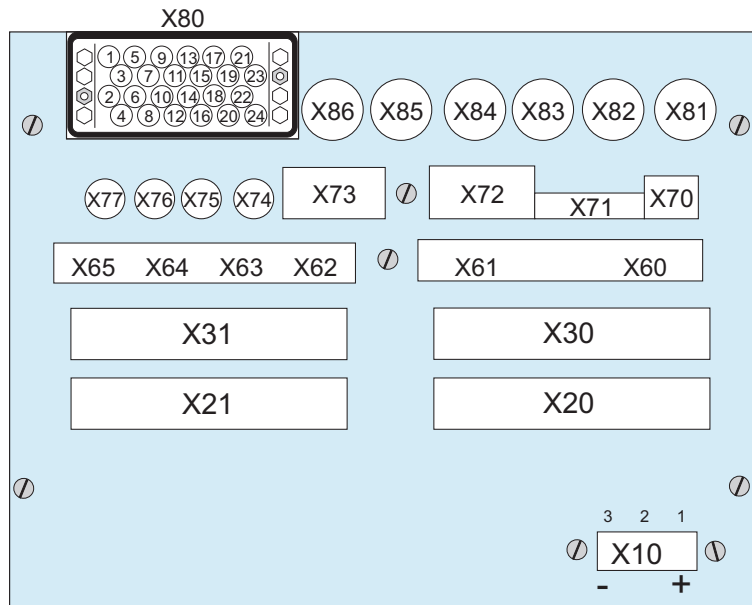 X80
1 5 9 13 17 21
3 7 11 15 19 23
2 6 10 14 18 22
4 8 12 16 20 24
X86 X85 X84 X83 X82 X81
X77 X76 X75 X74 X73 X72 X71 X70
X65 X64 X63 X62 X61 X60
X31 X30
X21 X20
3 2 1
X10
- +